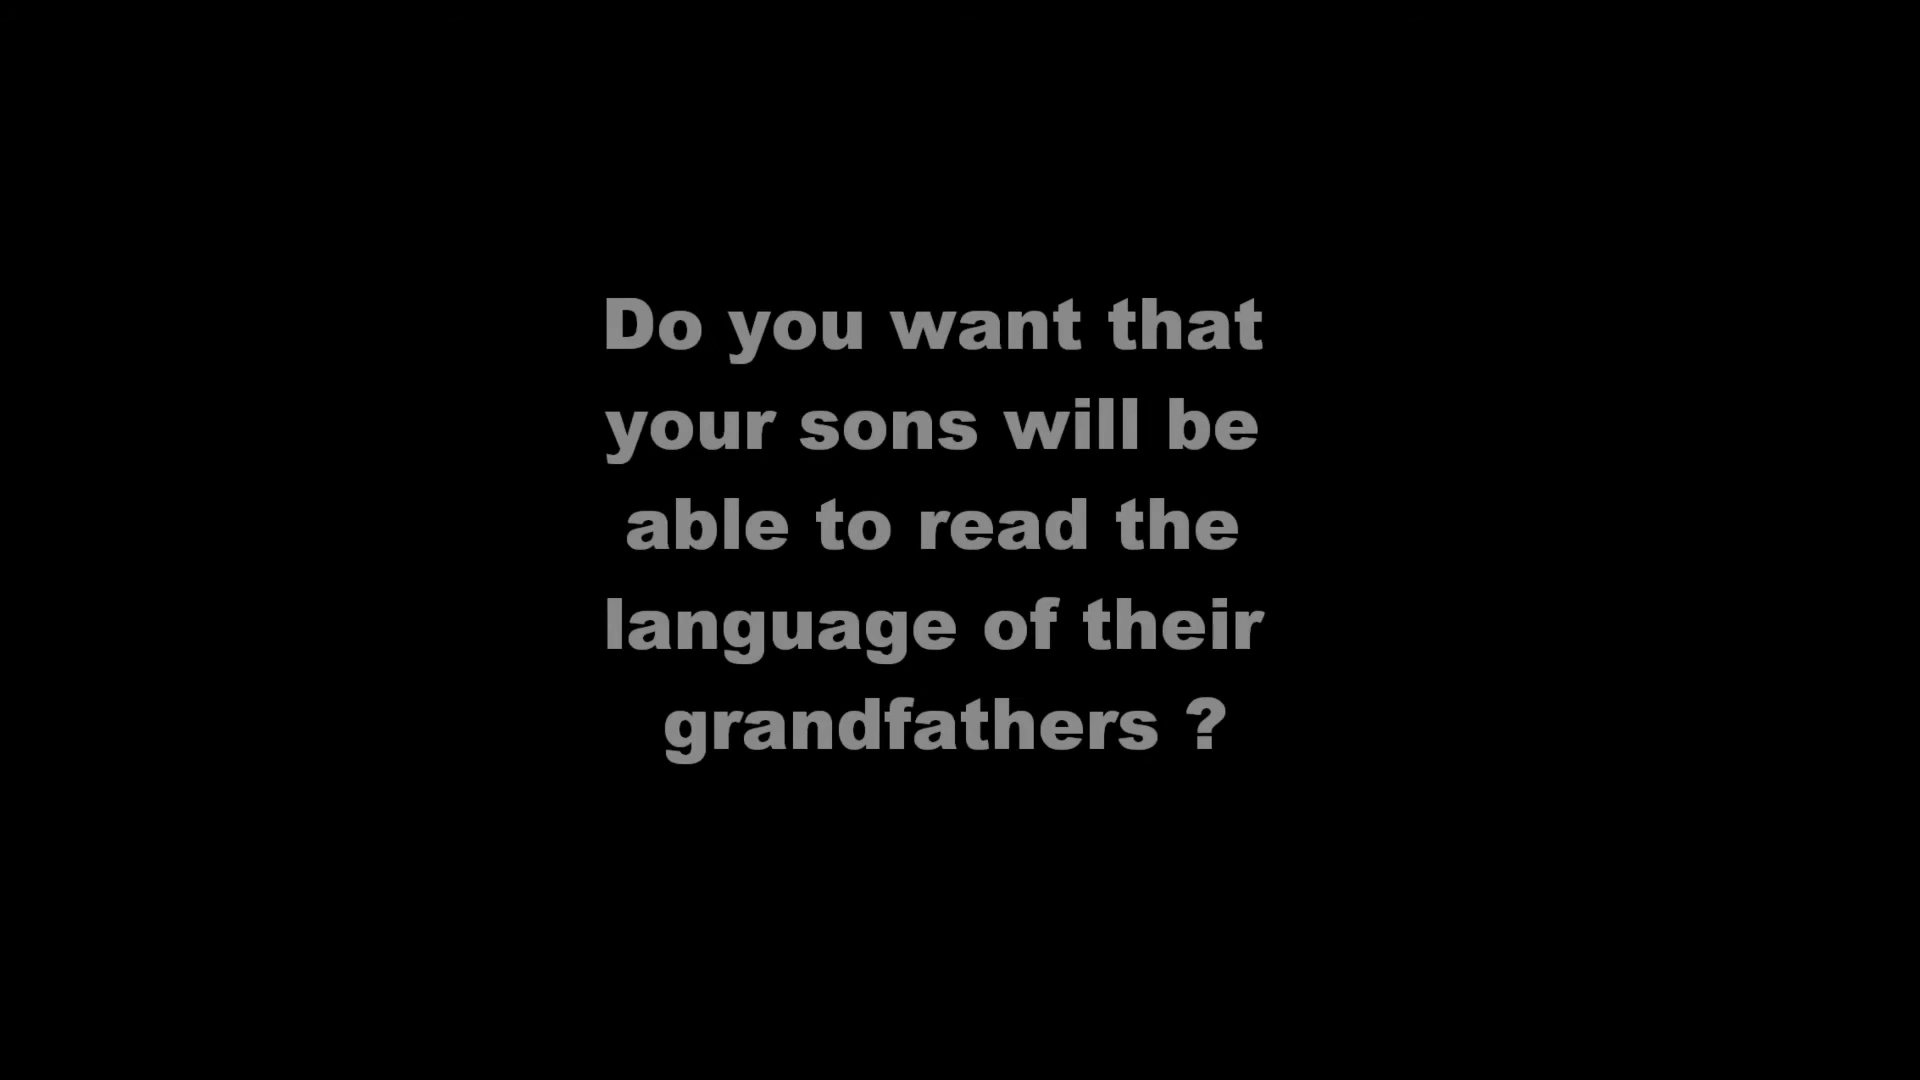 Do you want that
your sons will be
able to read the
language of their
grandfathers ?